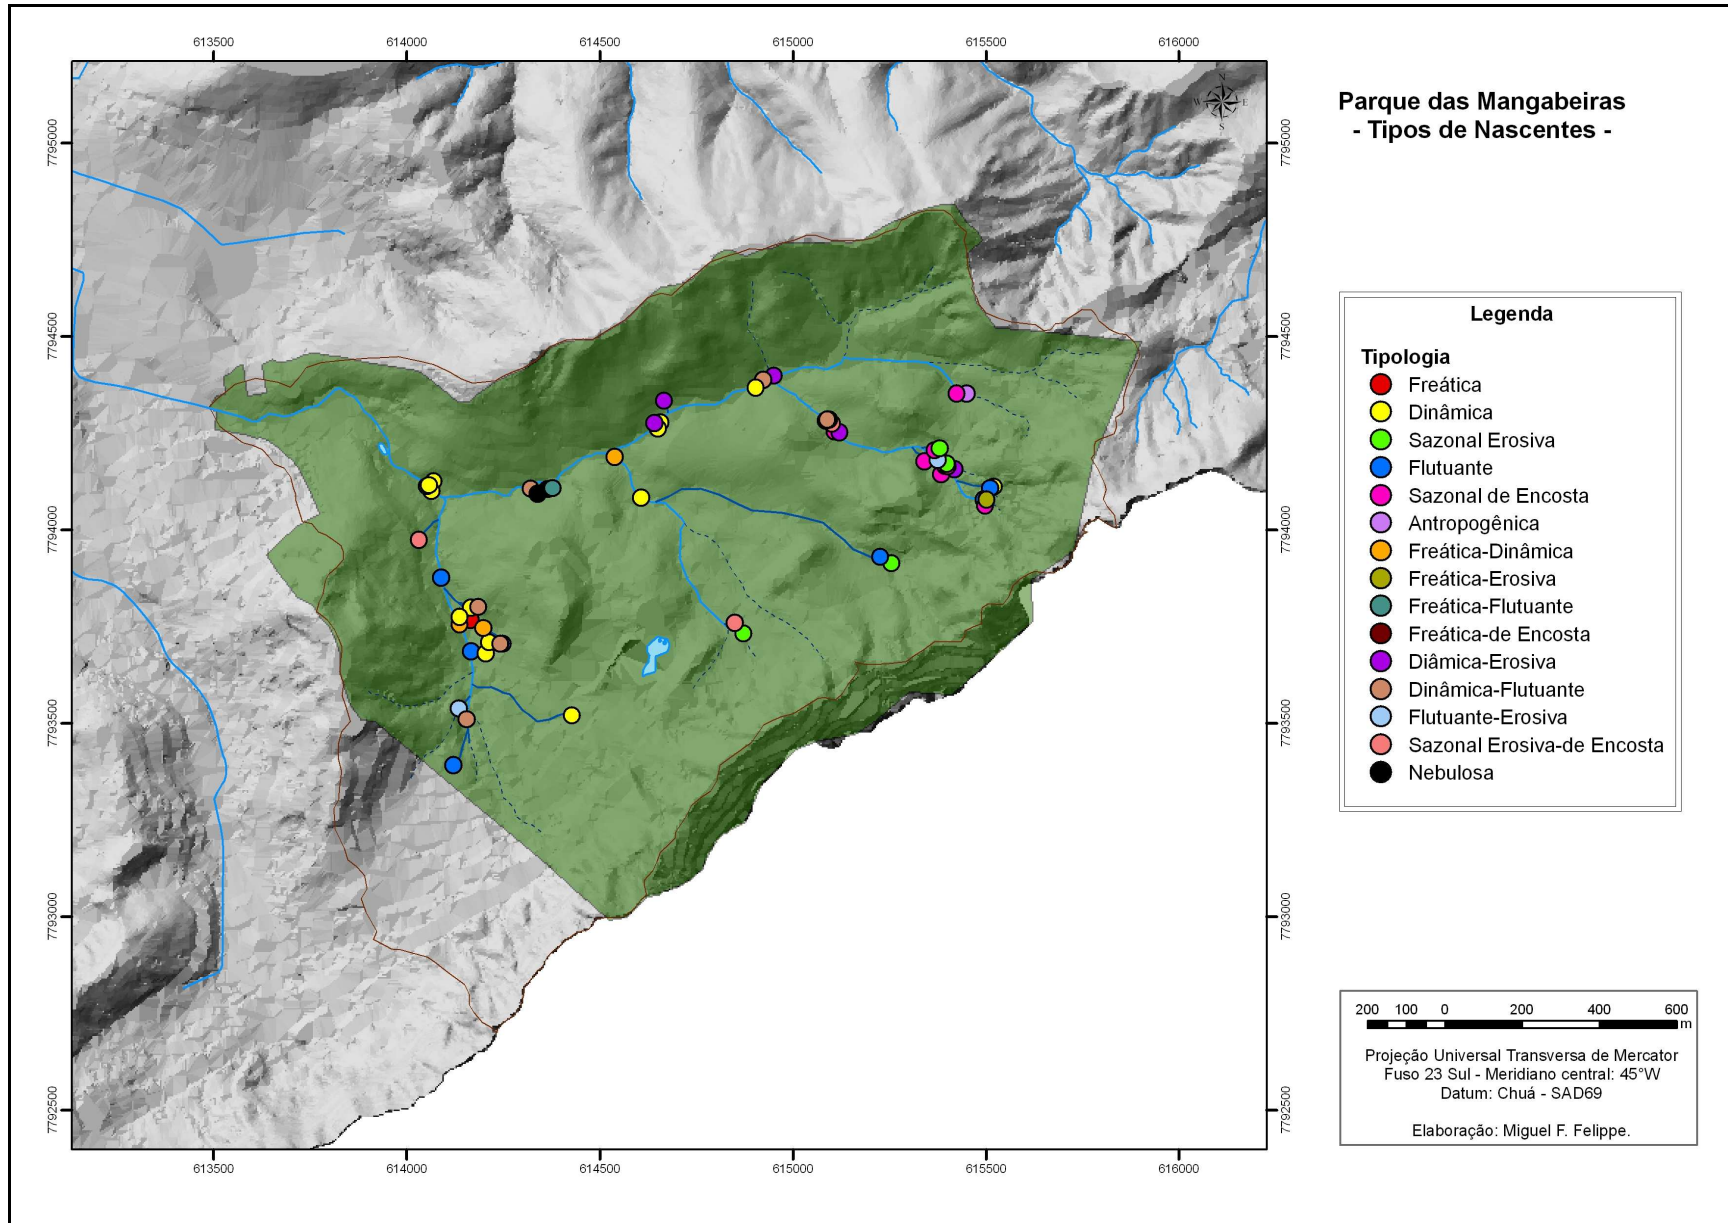 613500 614000 614500 615000 615500 616000
7795000
7794500
7794000
7793500
7793000
7792500
N
W E
S
7795000
7794500
7794000
7793500
7793000
7792500
613500 614000 614500 615000 615500 616000
Parque das Mangabeiras
- Tipos de Nascentes -
Legenda
Tipologia
Freática
Dinâmica
Sazonal Erosiva
Flutuante
Sazonal de Encosta
Antropogênica
Freática-Dinâmica
Freática-Erosiva
Freática-Flutuante
Freática-de Encosta
Diâmica-Erosiva
Dinâmica-Flutuante
Flutuante-Erosiva
Sazonal Erosiva-de Encosta
Nebulosa
200 100 0 200 400 600
m
Projeção Universal Transversa de Mercator
Fuso 23 Sul - Meridiano central: 45°W
Datum: Chuá - SAD69
Elaboração: Miguel F. Felippe.